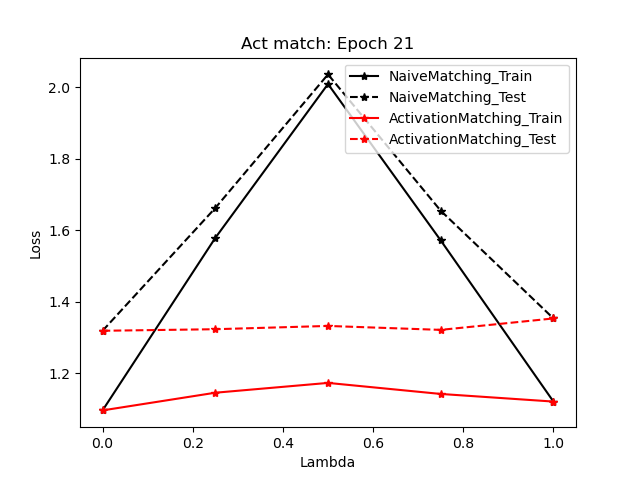 Act match: Epoch 21
NaiveMatching_Train
NaiveMatching_Test
ActivationMatching_Train
ActivationMatching_Test
2.0
1.8
1.6
1.4
1.2
Loss
0.0 0.2 0.4 0.6 0.8 1.0
Lambda